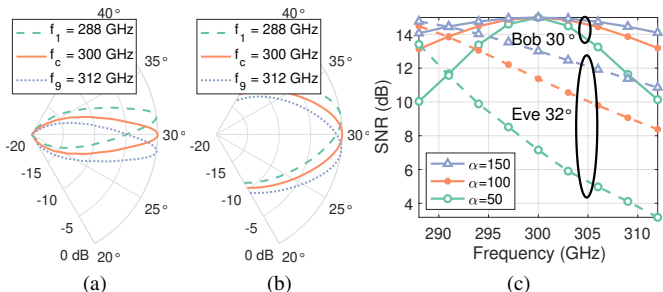 40°
f1 = 288 GHz
fc = 300 GHz
f9 = 312 GHz
35°
30°
25°
20°
-20
-15
-10
-5
0 dB
(a)
40°
f1 = 288 GHz
fc = 300 GHz
f9 = 312 GHz
35°
30°
25°
20°
-20
-15
-10
-5
0 dB
(b)
SNR (dB)
14
12
10
8
6
4
Bob 30°
Eve 32°
α=150
α=100
α=50
290 295 300 305 310
Frequency (GHz)
(c)